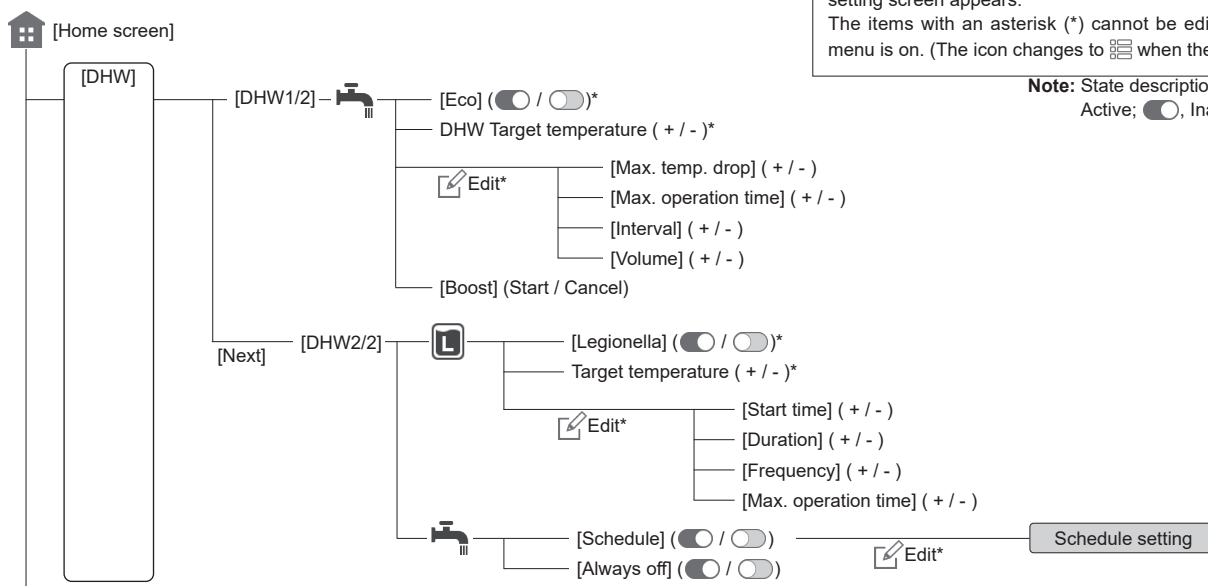 setting screen appears.
The items with an asterisk (*) cannot be edi
menu is on. (The icon changes to when the
Note: State descriptio
Active; , Ina
[Home screen]
[DHW]
[DHW1/2]
[Eco] ( / )*
DHW Target temperature ( + / - )*
Edit*
[Max. temp. drop] ( + / - )
[Max. operation time] ( + / - )
[Interval] ( + / - )
[Volume] ( + / - )
[Boost] (Start / Cancel)
[Next]
[DHW2/2]
L
[Legionella] ( / )*
Target temperature ( + / - )*
Edit*
[Start time] ( + / - )
[Duration] ( + / - )
[Frequency] ( + / - )
[Max. operation time] ( + / - )
[Schedule] ( / )
Edit*
Schedule setting
[Always off] ( / )